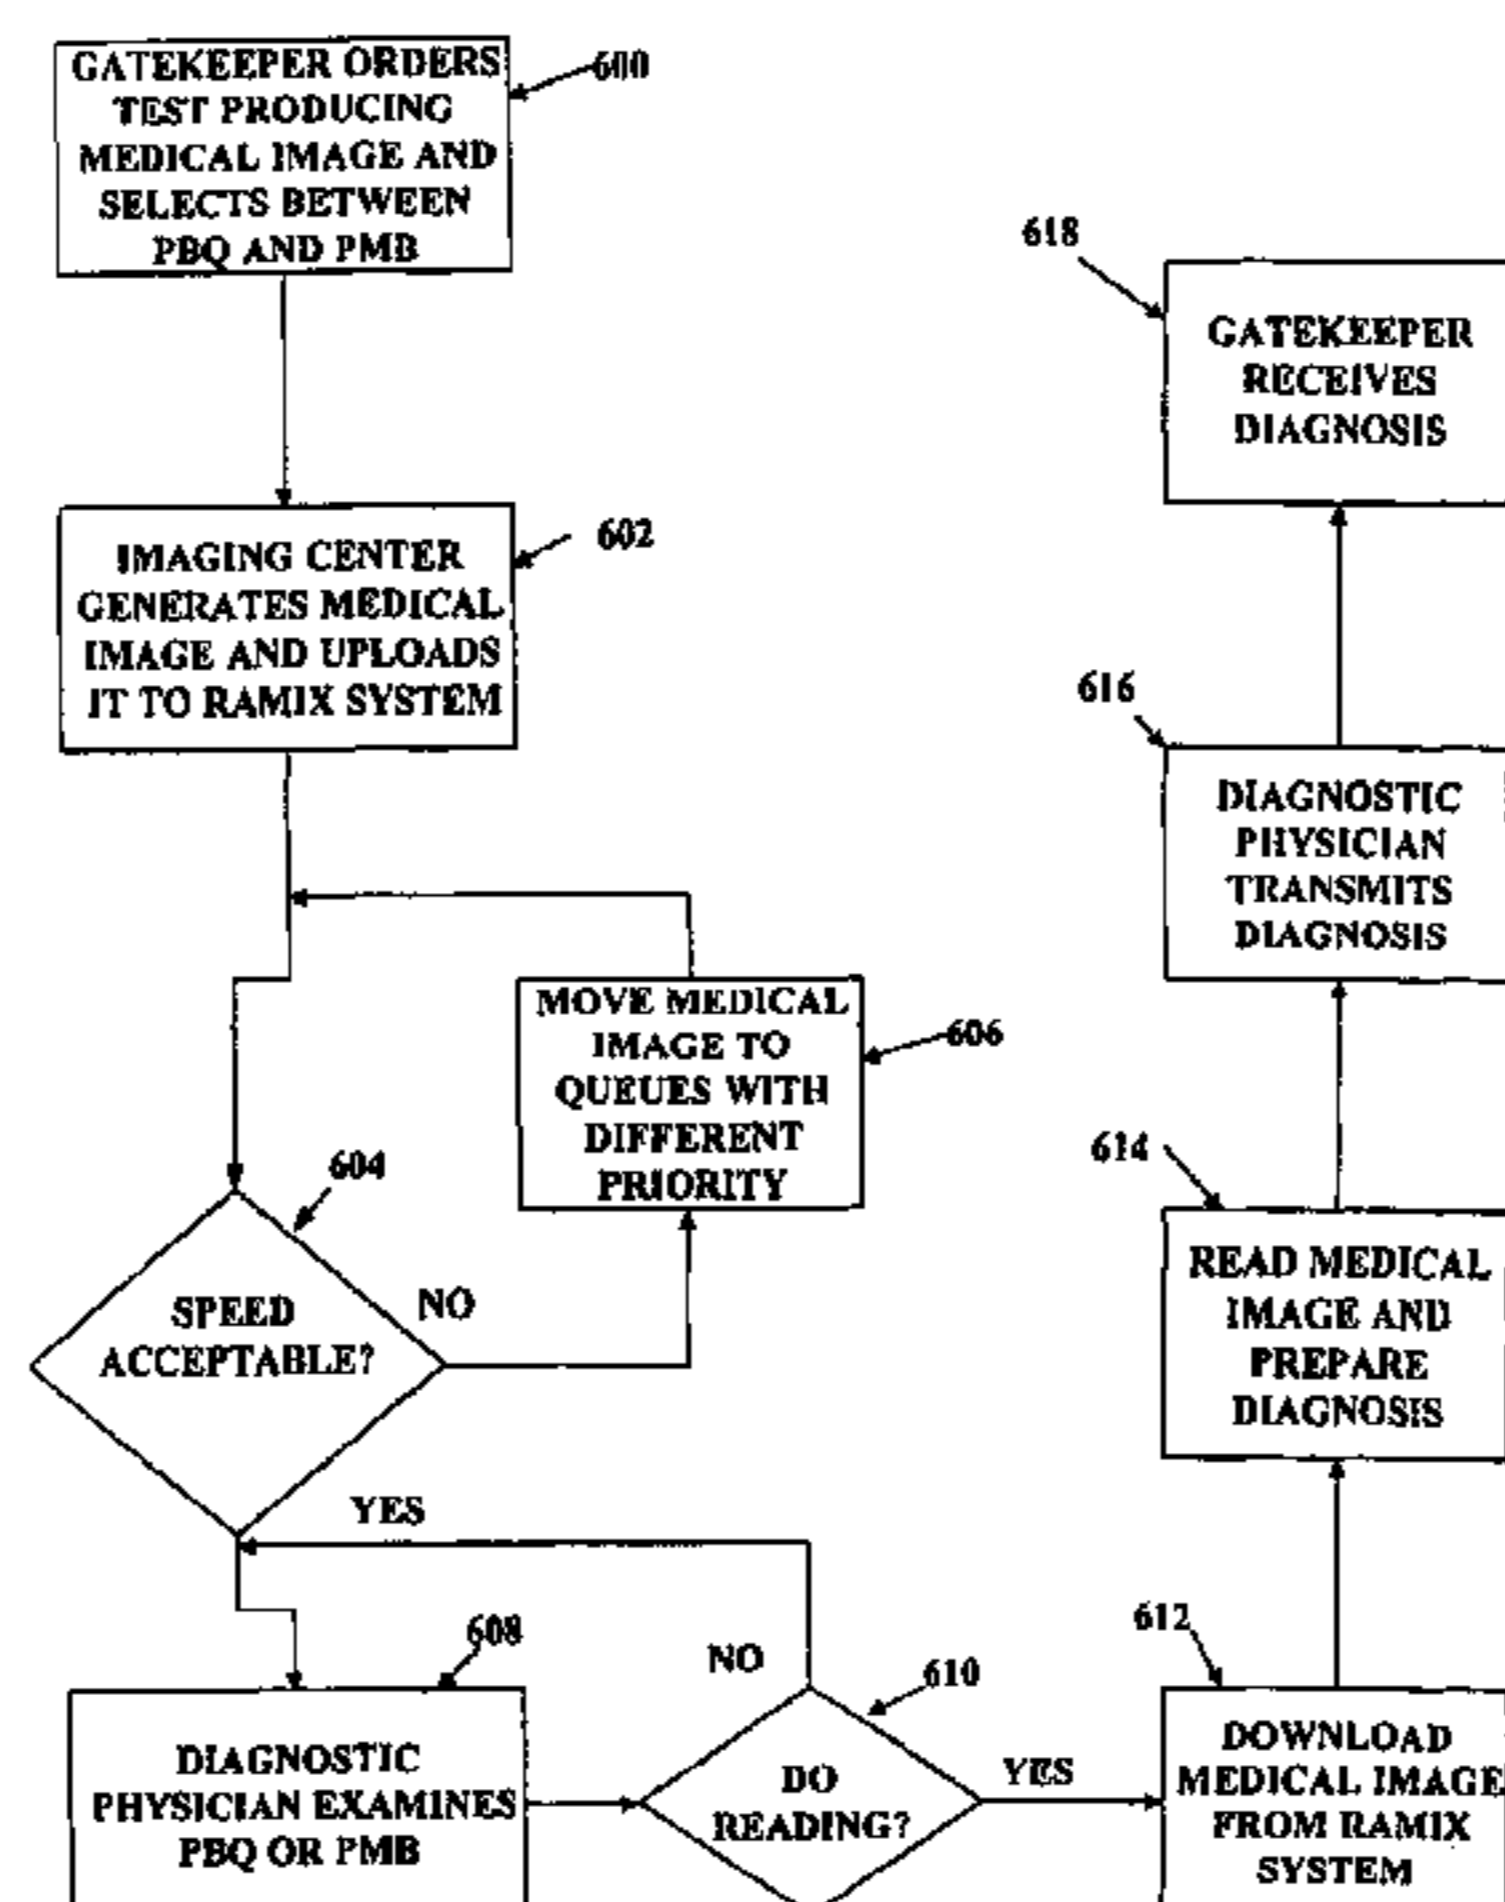 GATEKEEPER ORDERS
TEST PRODUCING
MEDICAL IMAGE AND
SELECTS BETWEEN
PBQ AND PMB
600
IMAGING CENTER
GENERATES MEDICAL
IMAGE AND UPLOADS
IT TO RAMIX SYSTEM
602
MOVE MEDICAL
IMAGE TO
QUEUES WITH
DIFFERENT
PRIORITY
606
604
SPEED
ACCEPTABLE?
NO
YES
608
DIAGNOSTIC
PHYSICIAN EXAMINES
PBQ OR PMB
NO
610
DO
READING?
YES
612
DOWNLOAD
MEDICAL IMAGE
FROM RAMIX
SYSTEM
614
READ MEDICAL
IMAGE AND
PREPARE
DIAGNOSIS
616
DIAGNOSTIC
PHYSICIAN
TRANSMITS
DIAGNOSIS
618
GATEKEEPER
RECEIVES
DIAGNOSIS